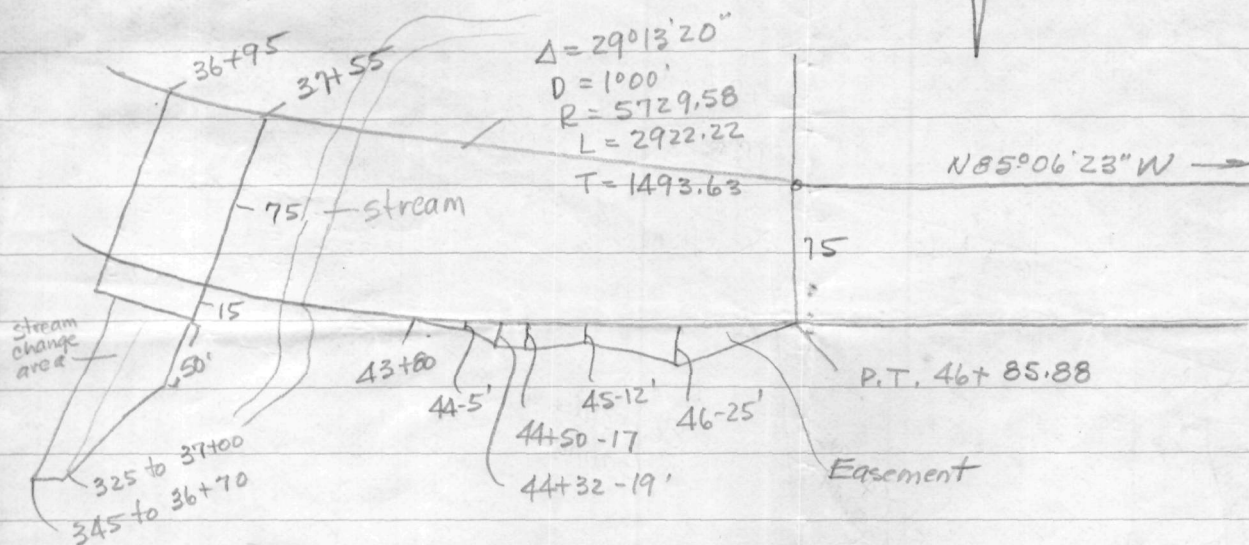 36+95
37+55
Δ = 29°13'20"
D = 1°00'
R = 5729.58
L = 2922.22
T = 1493.63
N85°06'23"W
75'
stream
75
15
50'
stream
change
area
43+80
44-5'
44+50-17
44+32-19'
45-12'
46-25'
P.T. 46+85.88
Easement
325 to 37+00
345 to 36+70